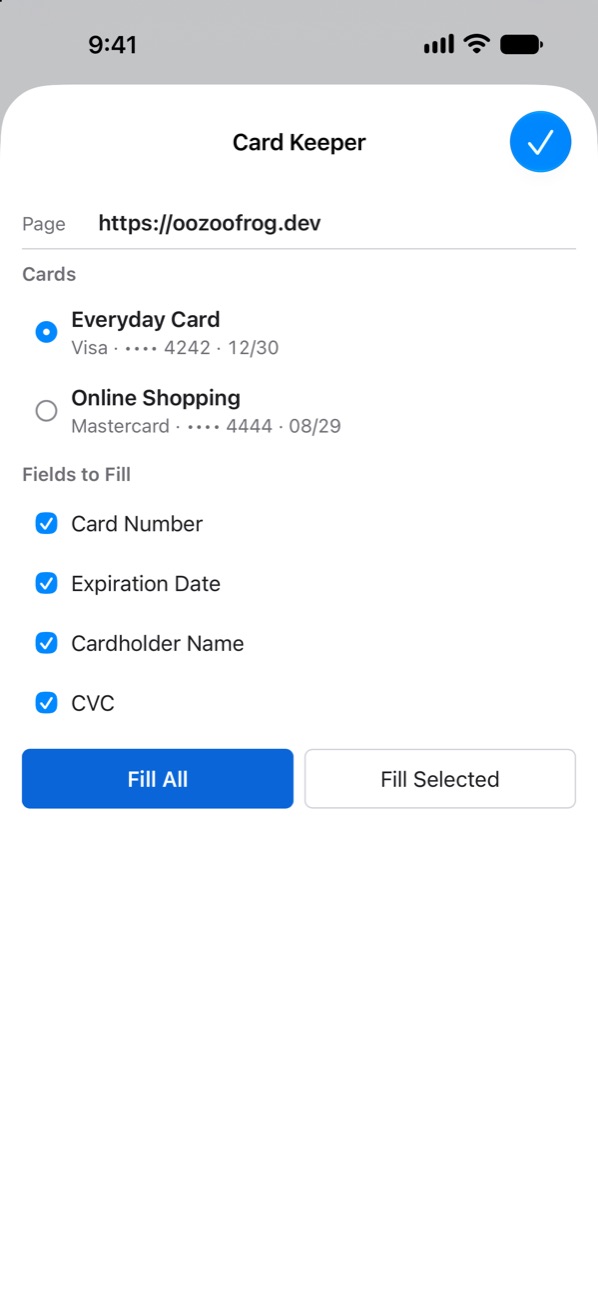 9:41
Card Keeper
Page https://oozoofrog.dev
Cards
Everyday Card
Visa · •••• 4242 · 12/30
Online Shopping
Mastercard · •••• 4444 · 08/29
Fields to Fill
Card Number
Expiration Date
Cardholder Name
CVC
Fill All Fill Selected